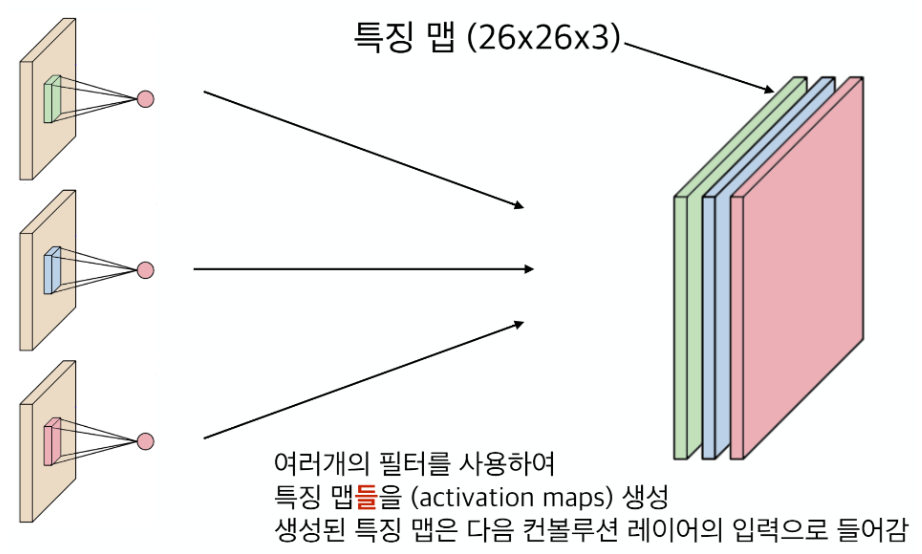 특징 맵 (26x26x3)
여러개의 필터를 사용하여
특징 맵들을 (activation maps) 생성
생성된 특징 맵은 다음 컨볼루션 레이어의 입력으로 들어감